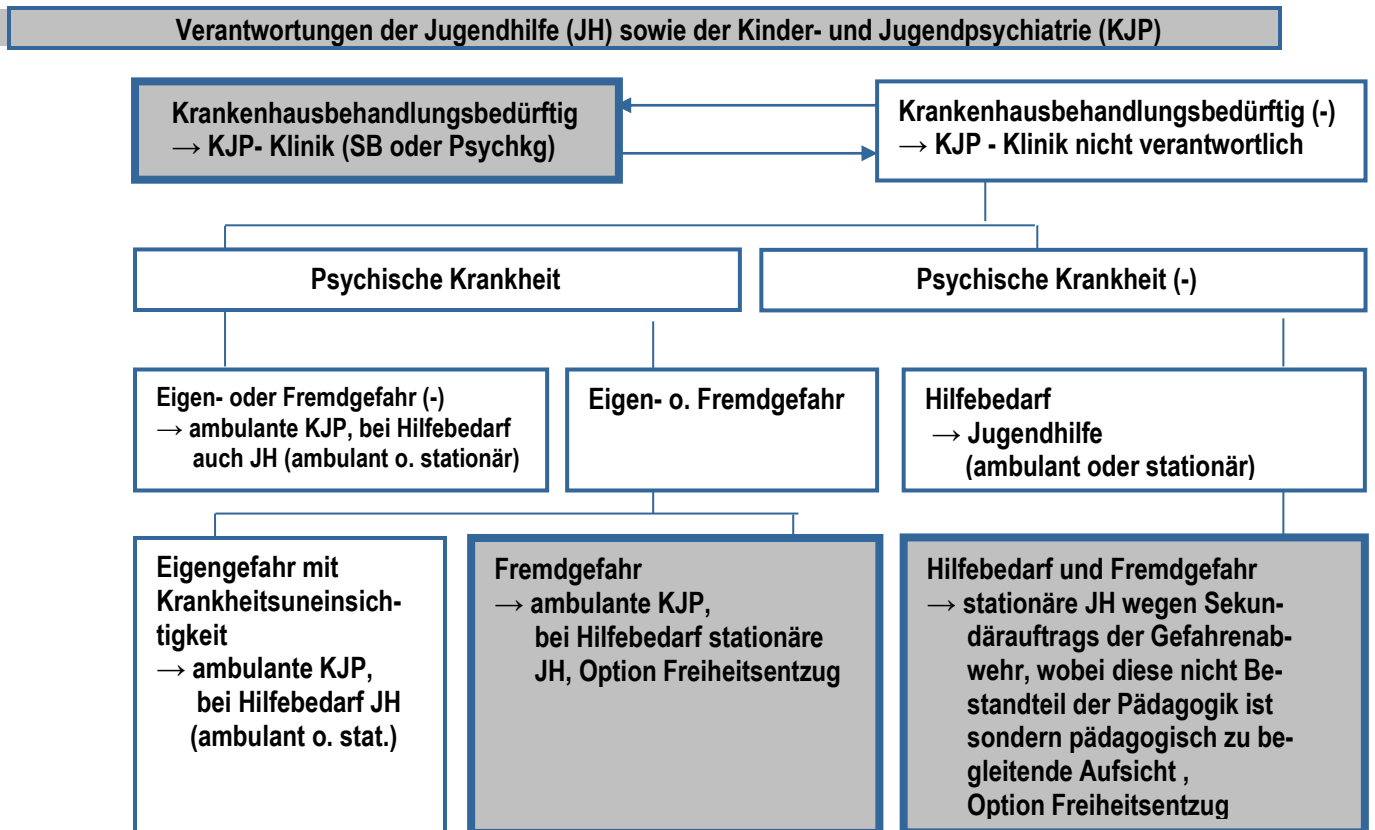 Verantwortungen der Jugendhilfe (JH) sowie der Kinder- und Jugendpsychiatrie (KJP)
Krankenhausbehandlungsbedürftig
→ KJP- Klinik (SB oder Psychkg)
Krankenhausbehandlungsbedürftig (-)
→ KJP - Klinik nicht verantwortlich
Psychische Krankheit
Psychische Krankheit (-)
Eigen- oder Fremdgefahr (-)
→ ambulante KJP, bei Hilfebedarf
auch JH (ambulant o. stationär)
Eigen- o. Fremdgefahr
Hilfebedarf
→ Jugendhilfe
(ambulant oder stationär)
Eigengefahr mit
Krankheitsuneinsich-
tigkeit
→ ambulante KJP,
bei Hilfebedarf JH
(ambulant o. stat.)
Fremdgefahr
→ ambulante KJP,
bei Hilfebedarf stationäre
JH, Option Freiheitsentzug
Hilfebedarf und Fremdgefahr
→ stationäre JH wegen Sekun-
därauftrags der Gefahrenab-
wehr, wobei diese nicht Be-
standteil der Pädagogik ist
sondern pädagogisch zu be-
gleitende Aufsicht ,
Option Freiheitsentzug